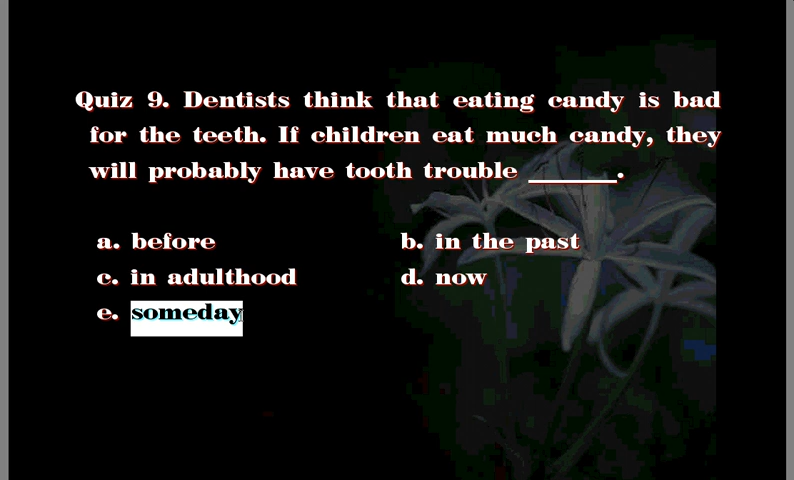 Quiz 9. Dentists think that eating candy is bad
for the teeth. If children eat much candy, they
will probably have tooth trouble ______.
a. before b. in the past
c. in adulthood d. now
e. someday